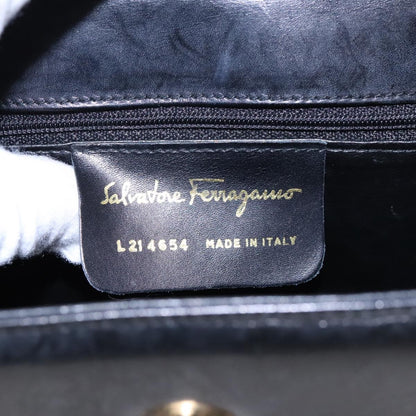 Salvatore Ferragamo
L214654 MADE IN ITALY